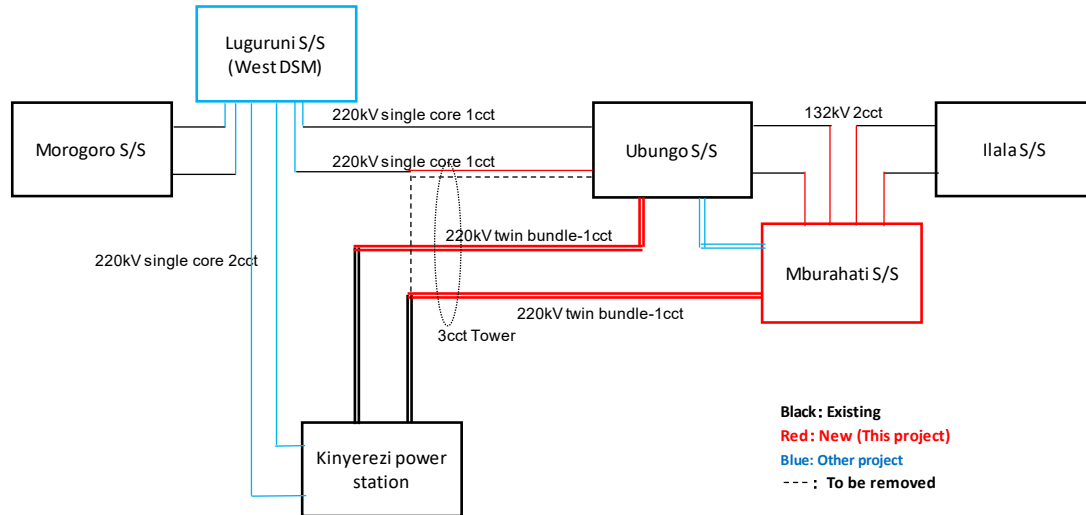 Luguruni S/S
(West DSM)
Morogoro S/S
220kV single core 1cct
220kV single core 1cct
Ubungo S/S
132kV 2cct
Ilala S/S
220kV twin bundle-1cct
220kV single core 2cct
Mburahati S/S
220kV twin bundle-1cct
3cct Tower
Kinyerezi power
station
Black: Existing
Red: New (This project)
Blue: Other project
----: To be removed